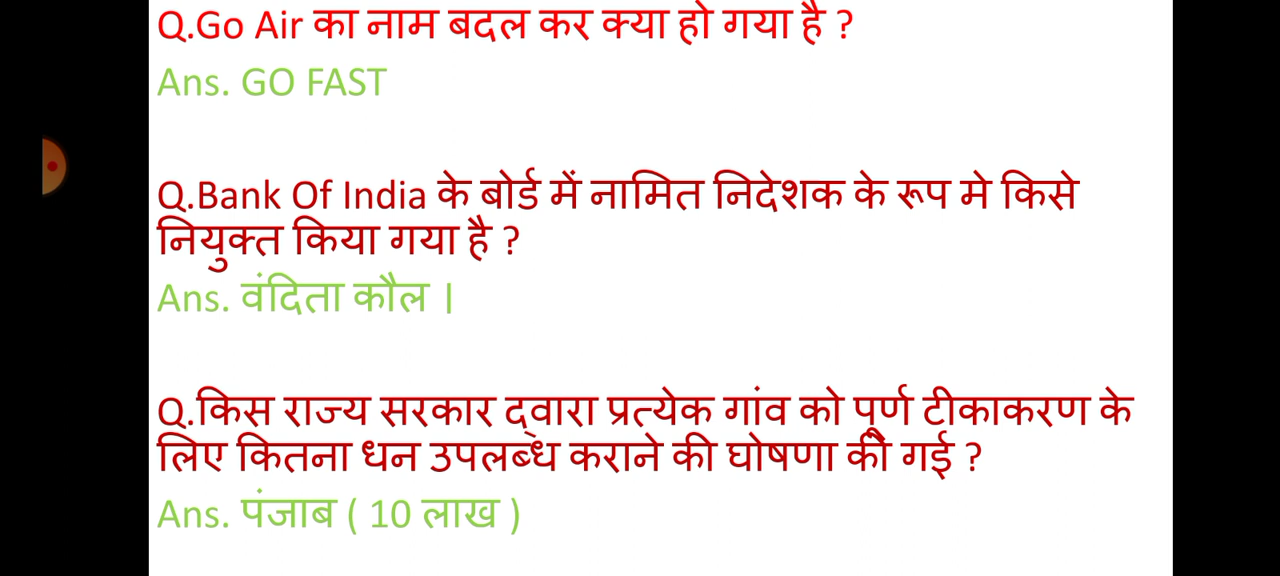 Q.Go Air का नाम बदल कर क्या हो गया है ?
Ans. GO FAST
Q.Bank Of India के बोर्ड में नामित निदेशक के रूप मे किसे
नियुक्त किया गया है ?
Ans. वंदिता कौल ।
Q.किस राज्य सरकार द्वारा प्रत्येक गांव को पूर्ण टीकाकरण के
लिए कितना धन उपलब्ध कराने की घोषणा की गई ?
Ans. पंजाब ( 10 लाख )